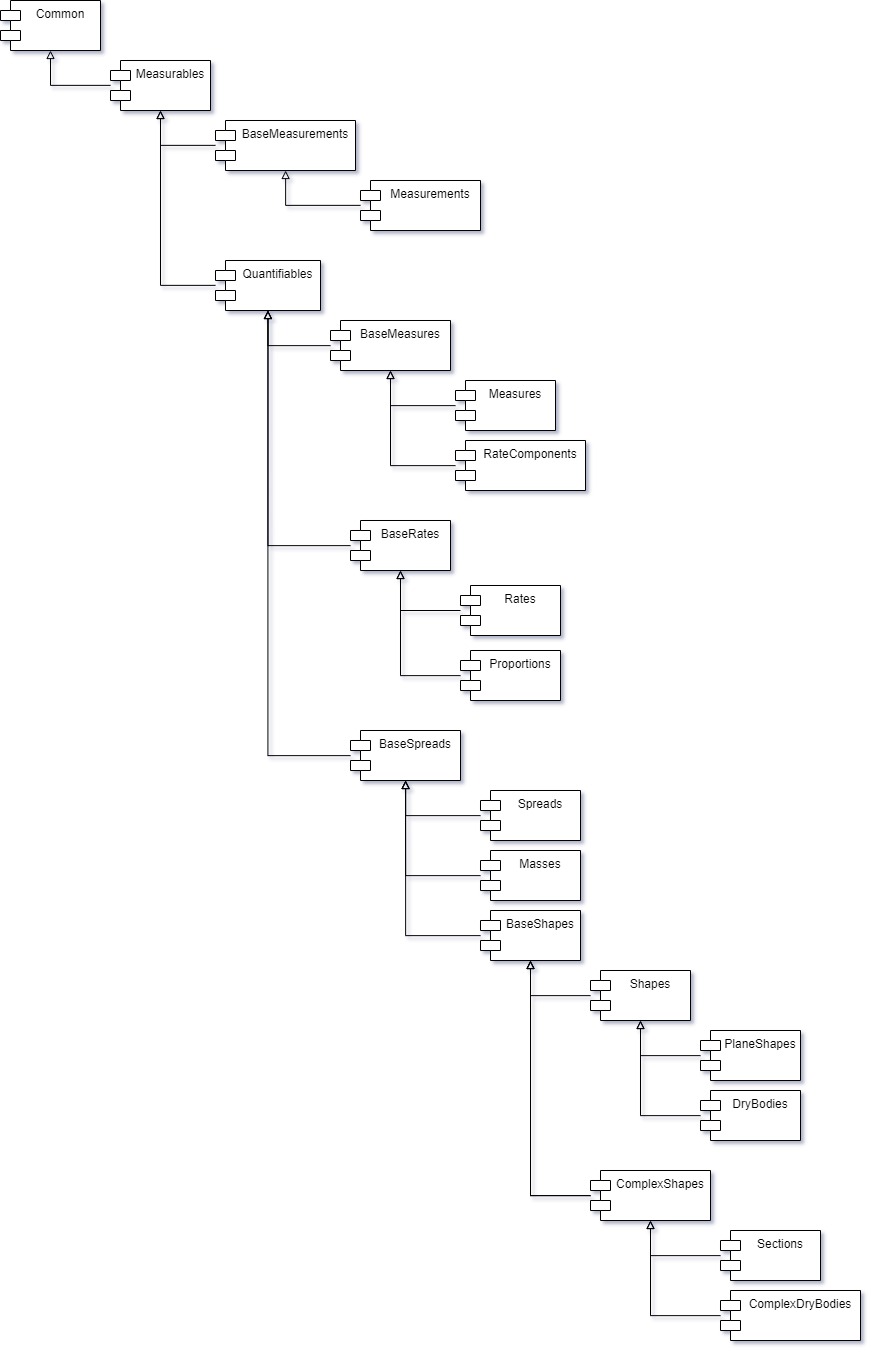 Common
Measurables
BaseMeasurements
Measurements
Quantifiables
BaseMeasures
Measures
RateComponents
BaseRates
Rates
Proportions
BaseSpreads
Spreads
Masses
BaseShapes
Shapes
PlaneShapes
DryBodies
ComplexShapes
Sections
ComplexDryBodies